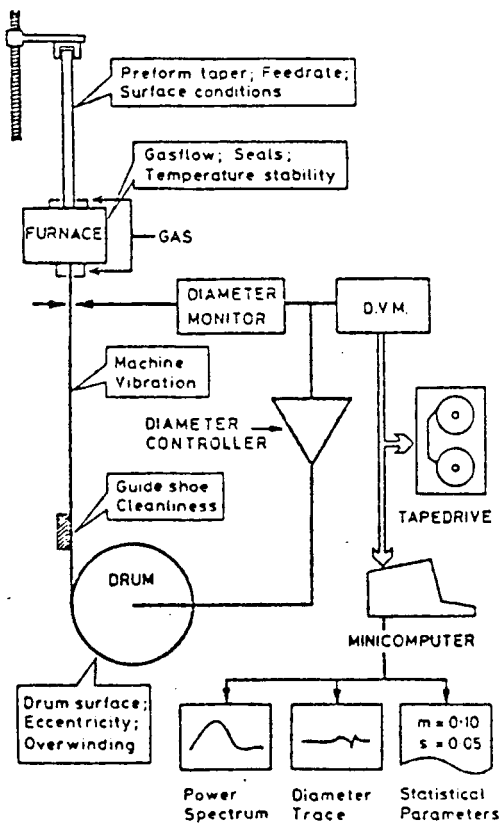 Preform taper; Feedrate;
Surface conditions
Gasflow; Seals;
Temperature stability
FURNACE
GAS
DIAMETER
MONITOR
D.V.M.
Machine
Vibration
DIAMETER
CONTROLLER
Guide shoe
Cleanliness
TAPEDRIVE
DRUM
MINICOMPUTER
Drum surface;
Eccentricity;
Overwinding
m = 0·10
s = 0·05
Power
Spectrum
Diameter
Trace
Statistical
Parameters